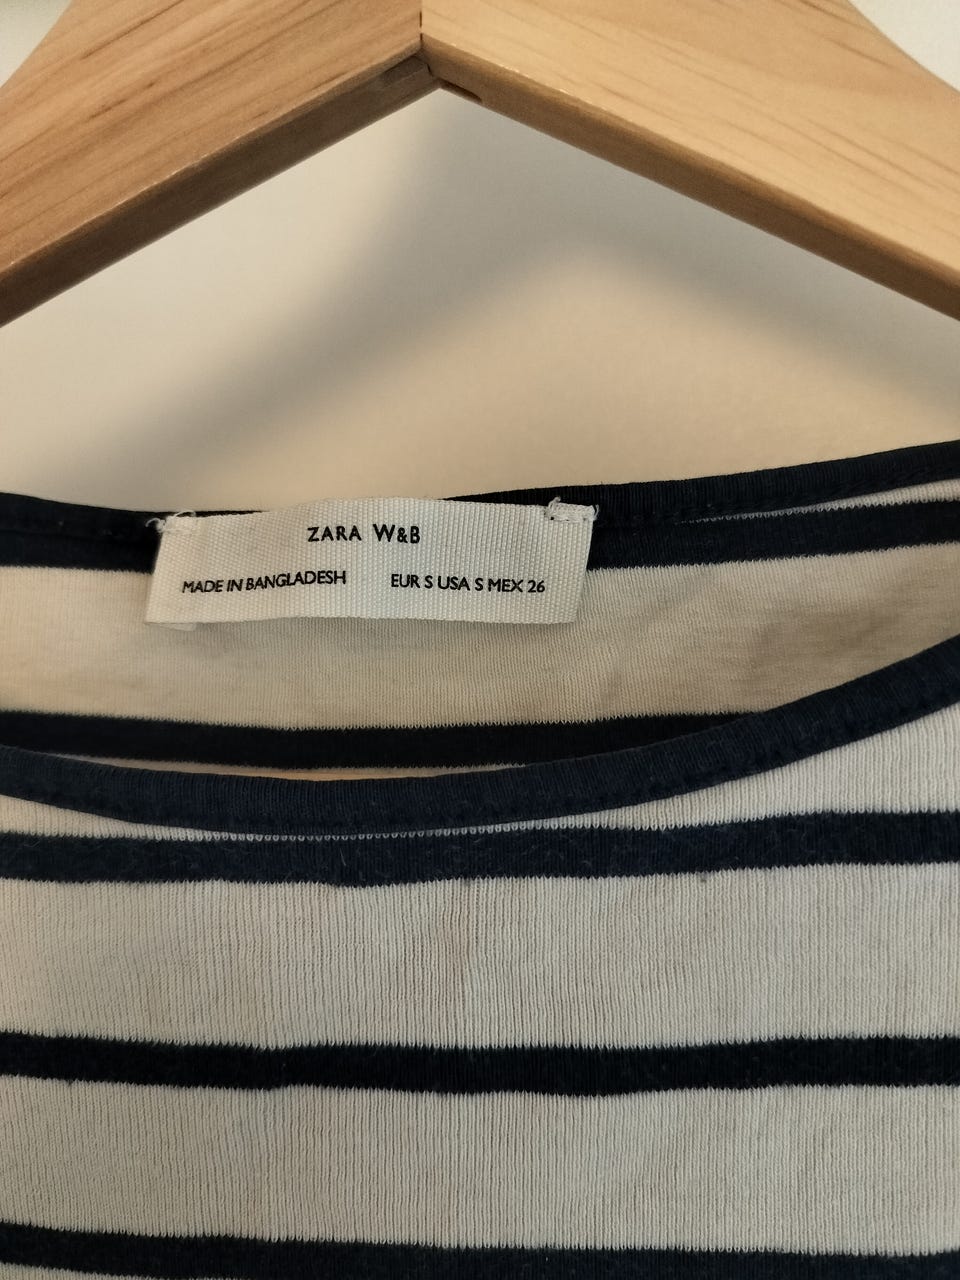 ZARA W&B
MADE IN BANGLADESH EUR S USA S MEX 26